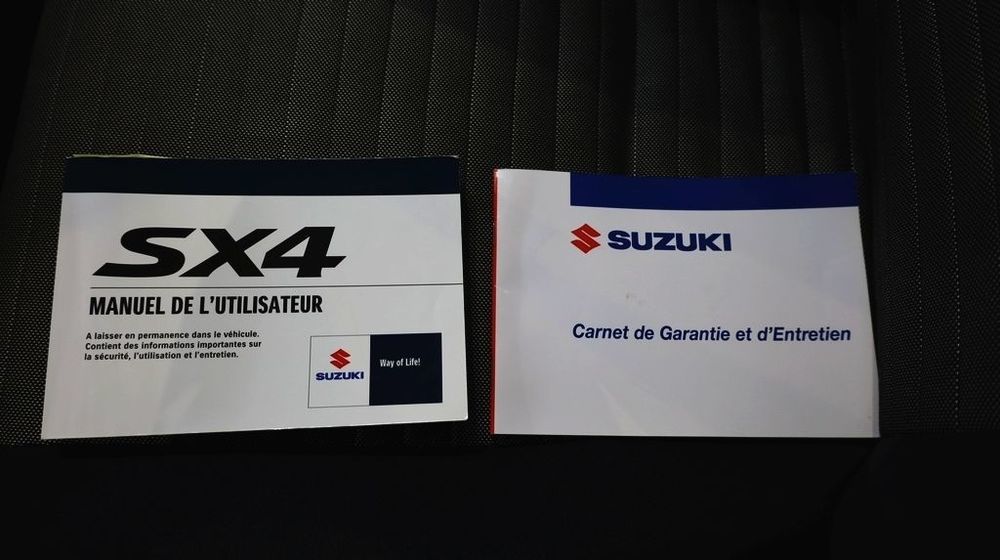 SX4
MANUEL DE L'UTILISATEUR
A laisser en permanence dans le véhicule.
Contient des informations importantes sur
la sécurité, l'utilisation et l'entretien.
SUZUKI
Way of Life!
SUZUKI
Carnet de Garantie et d'Entretien